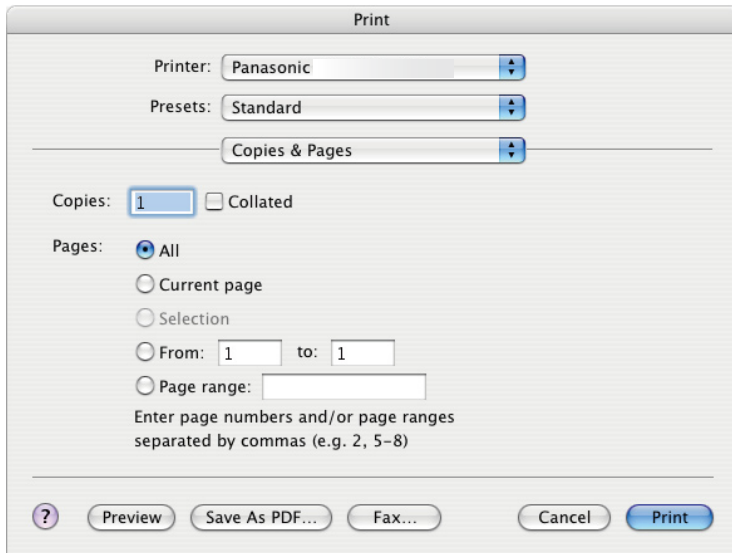 Print
Printer: Panasonic
Presets: Standard
Copies & Pages
Copies: 1 Collated
Pages: All
Current page
Selection
From: 1 to: 1
Page range:
Enter page numbers and/or page ranges
separated by commas (e.g. 2, 5-8)
? Preview Save As PDF... Fax... Cancel Print